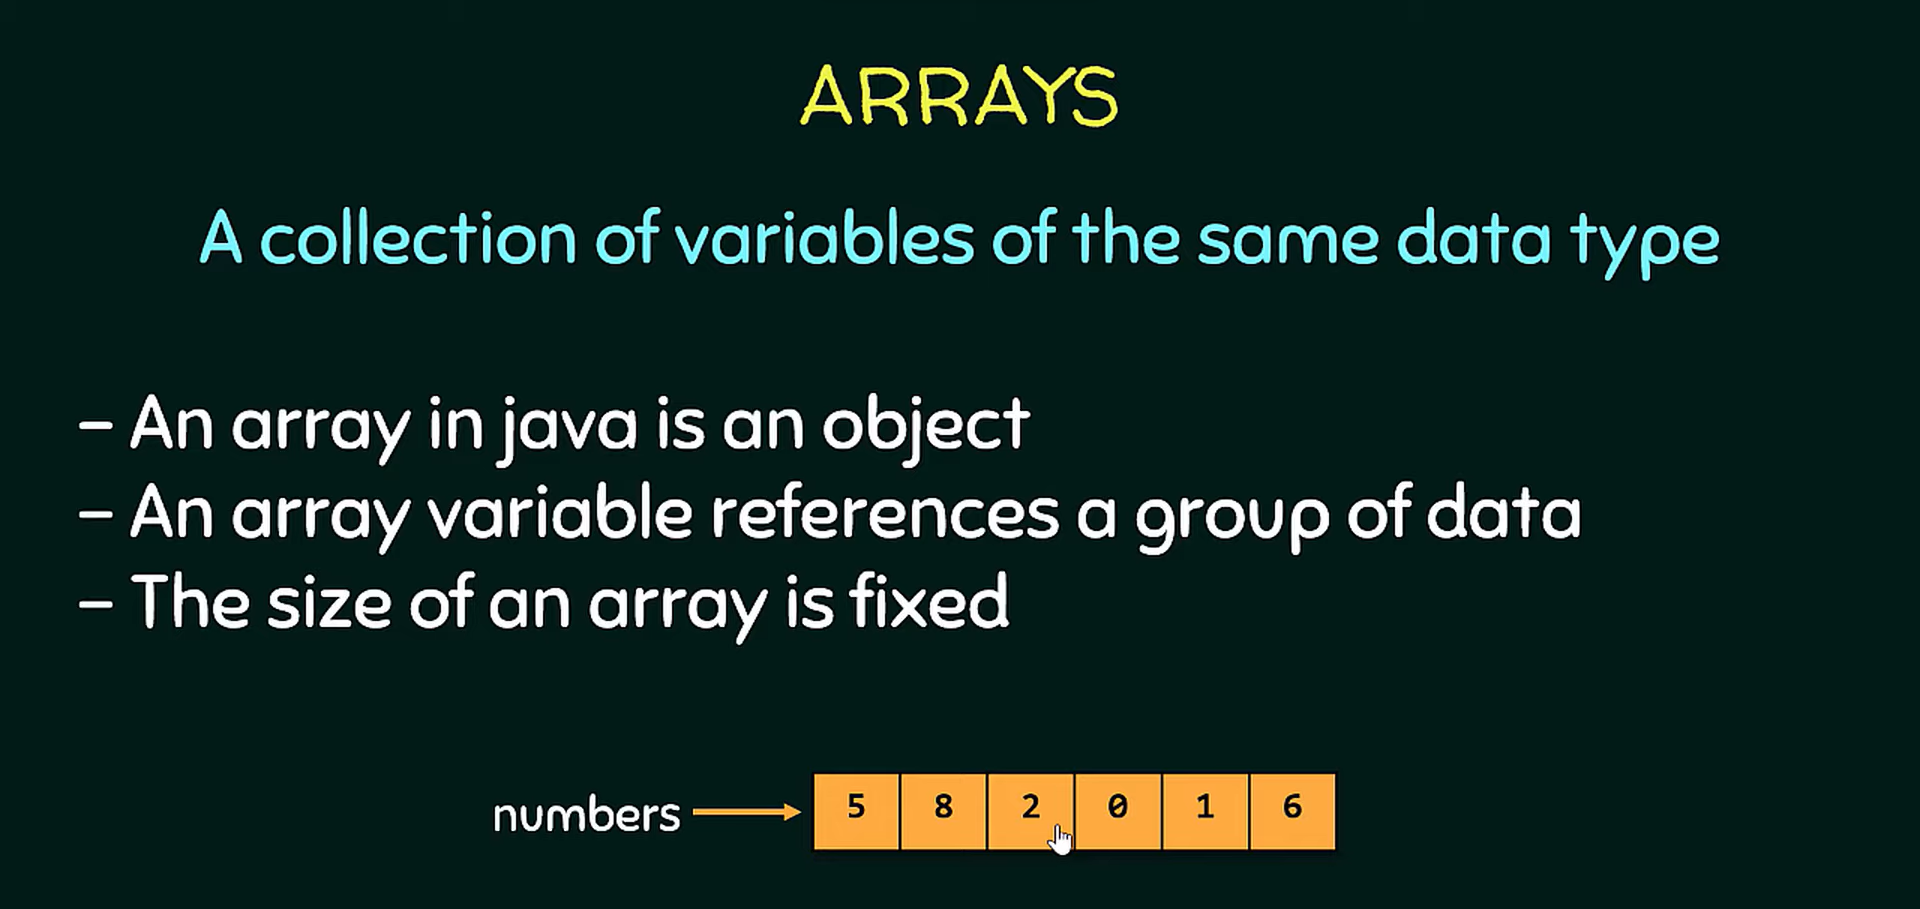 ARRAYS
A collection of variables of the same data type
– An array in java is an object
– An array variable references a group of data
– The size of an array is fixed
numbers 5 8 2 0 1 6